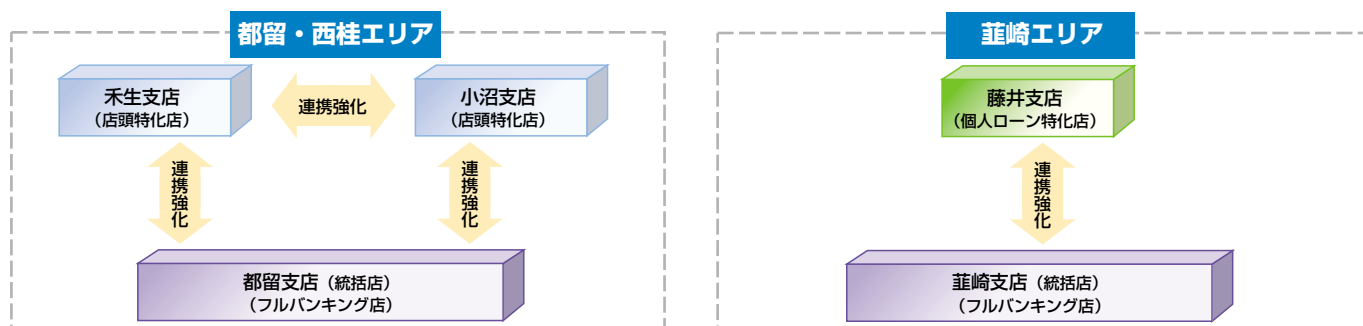 都留・西桂エリア
禾生支店
（店頭特化店）
連携強化
小沼支店
（店頭特化店）
連携強化
連携強化
都留支店（統括店）
（フルバンキング店）
韮崎エリア
藤井支店
（個人ローン特化店）
連携強化
韮崎支店（統括店）
（フルバンキング店）